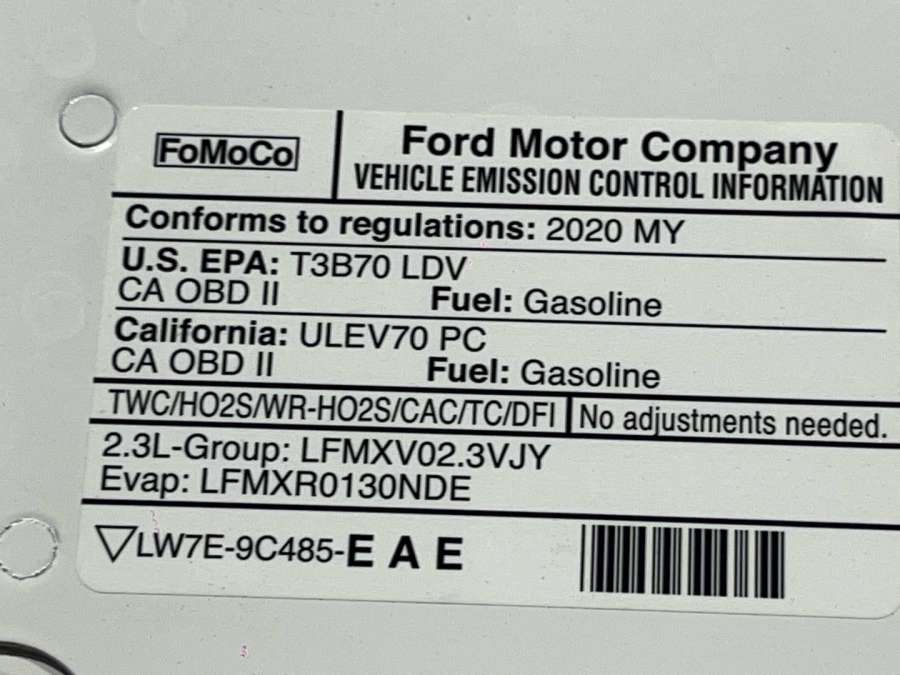 FoMoCo
Ford Motor Company
VEHICLE EMISSION CONTROL INFORMATION
Conforms to regulations: 2020 MY
U.S. EPA: T3B70 LDV
CA OBD II Fuel: Gasoline
California: ULEV70 PC
CA OBD II Fuel: Gasoline
TWC/HO2S/WR-HO2S/CAC/TC/DFI No adjustments needed.
2.3L-Group: LFMXV02.3VJY
Evap: LFMXR0130NDE
▽LW7E-9C485-E A E